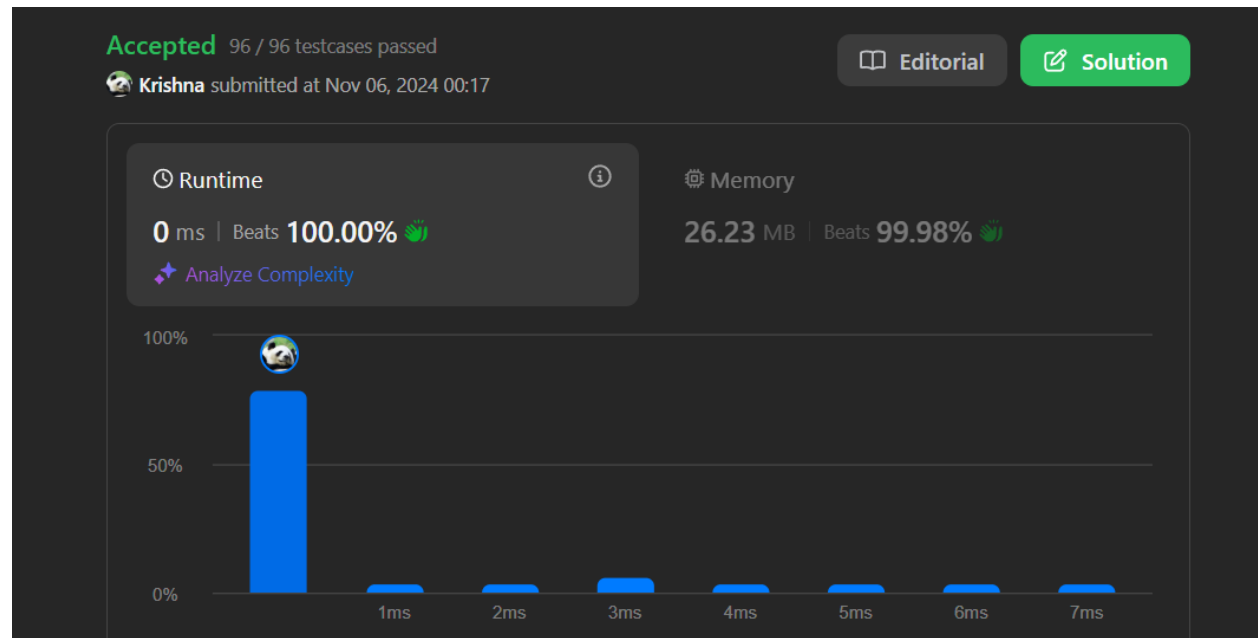 Accepted 96 / 96 testcases passed
Krishna submitted at Nov 06, 2024 00:17
Editorial
Solution
Runtime
0 ms | Beats 100.00%
Analyze Complexity
Memory
26.23 MB | Beats 99.98%
100%
50%
0%
1ms 2ms 3ms 4ms 5ms 6ms 7ms